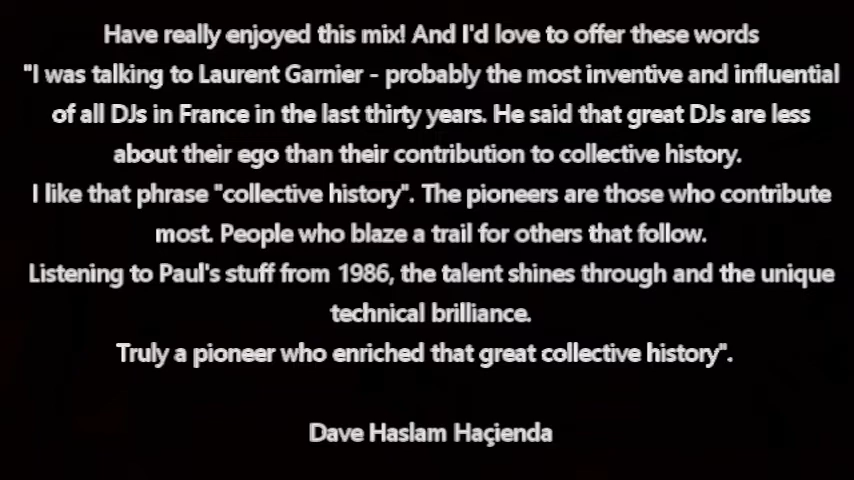 Have really enjoyed this mix! And I'd love to offer these words
"I was talking to Laurent Garnier - probably the most inventive and influential
of all DJs in France in the last thirty years. He said that great DJs are less
about their ego than their contribution to collective history.
I like that phrase "collective history". The pioneers are those who contribute
most. People who blaze a trail for others that follow.
Listening to Paul's stuff from 1986, the talent shines through and the unique
technical brilliance.
Truly a pioneer who enriched that great collective history".
Dave Haslam Haçienda